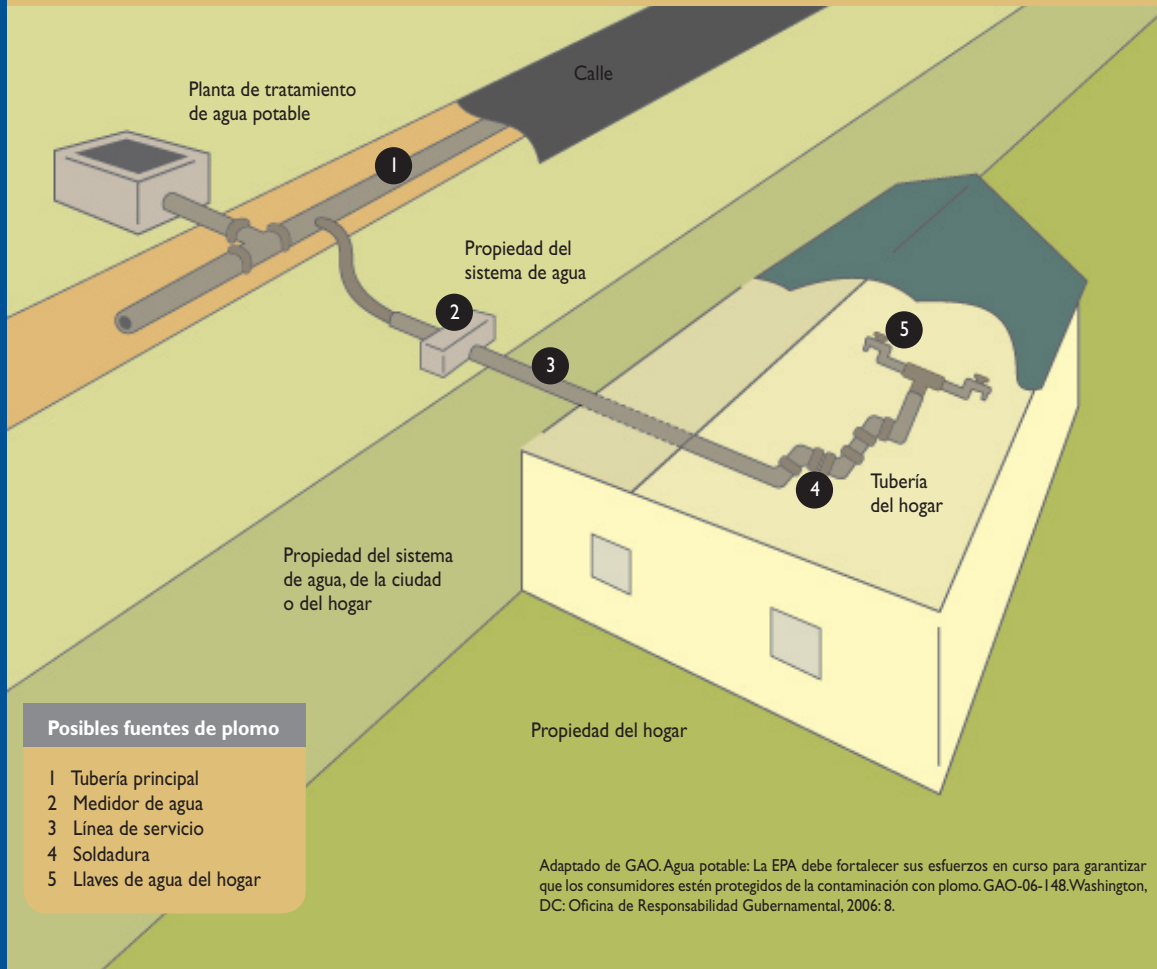 Calle
Planta de tratamiento
de agua potable
1
Propiedad del
sistema de agua
2
3
5
4
Tubería
del hogar
Propiedad del sistema
de agua, de la ciudad
o del hogar
Propiedad del hogar
Posibles fuentes de plomo
1 Tubería principal
2 Medidor de agua
3 Línea de servicio
4 Soldadura
5 Llaves de agua del hogar
Adaptado de GAO. Agua potable: La EPA debe fortalecer sus esfuerzos en curso para garantizar
que los consumidores estén protegidos de la contaminación con plomo. GAO-06-148. Washington,
DC: Oficina de Responsabilidad Gubernamental, 2006: 8.